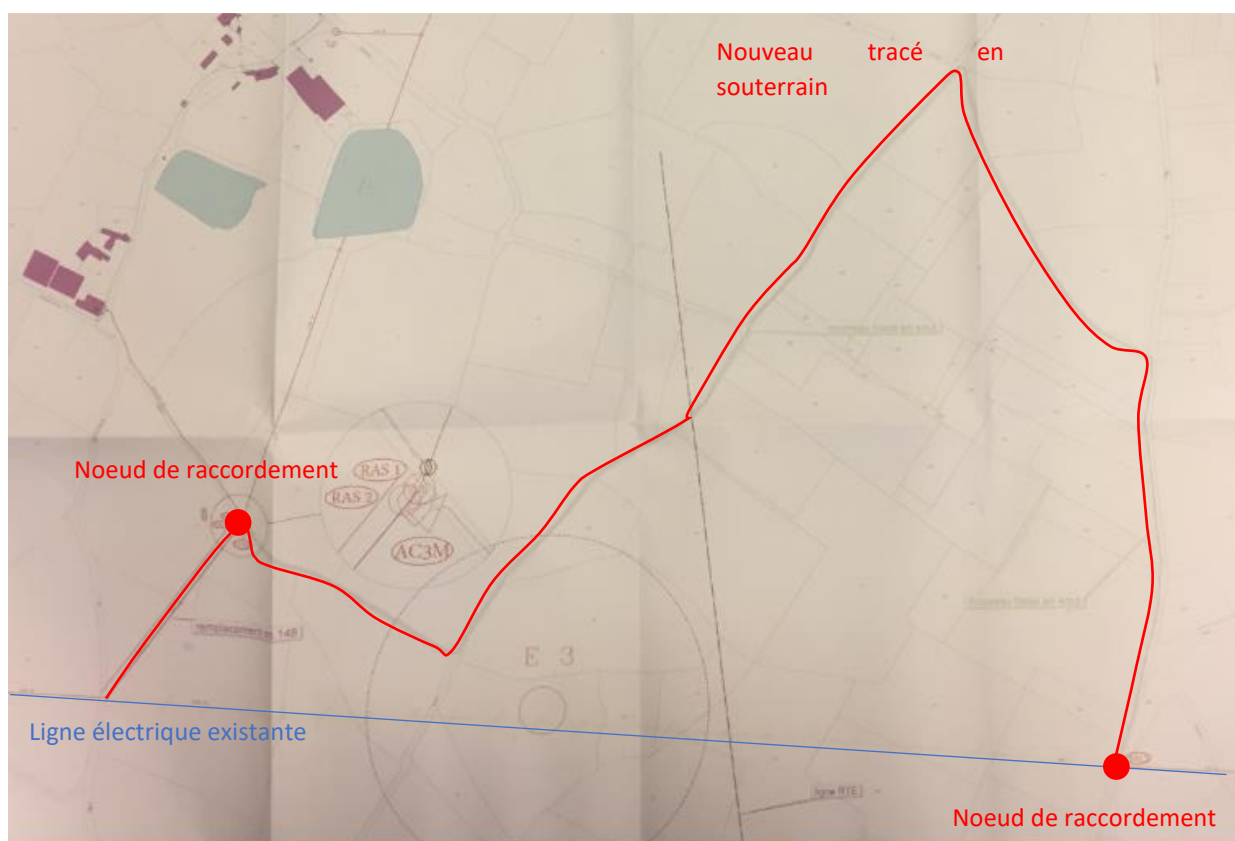 Nouveau tracé en
souterrain
Noeud de raccordement
RAS 1
RAS 2
AC3M
E 3
Ligne électrique existante
ligne RTE
Noeud de raccordement